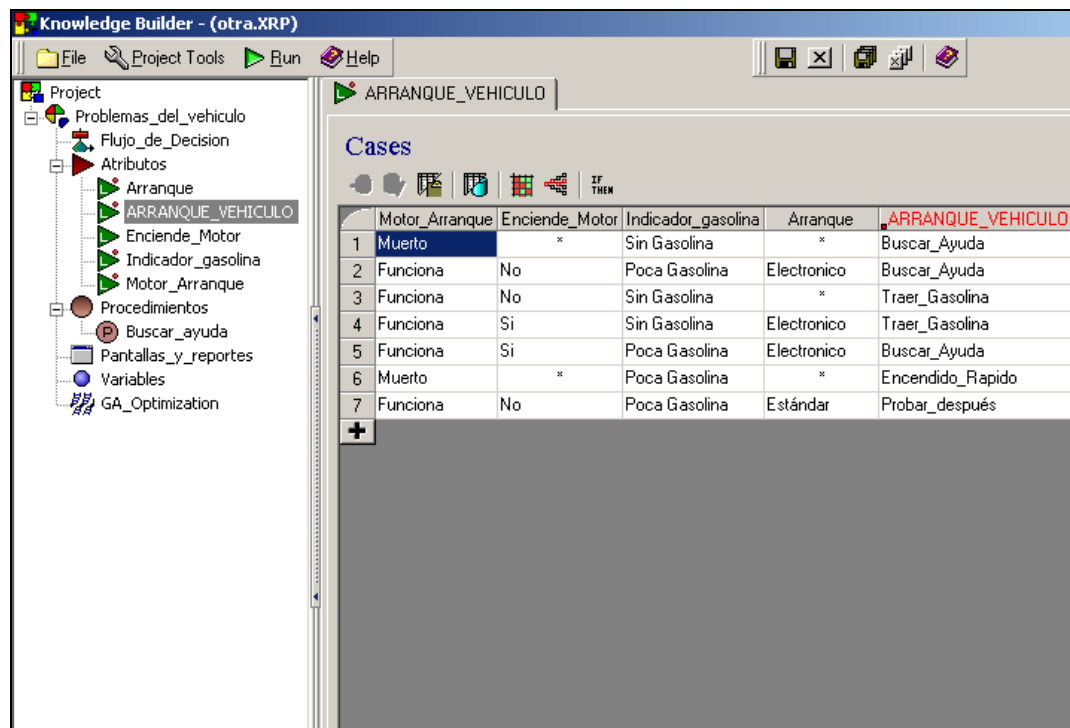 Knowledge Builder - (otra.XRP)
File Project Tools Run Help
Project
Problemas_del_vehiculo
Flujo_de_Decision
Atributos
Arranque
ARRANQUE_VEHICULO
Enciende_Motor
Indicador_gasolina
Motor_Arranque
Procedimientos
P Buscar_ayuda
Pantallas_y_reportes
Variables
GA_Optimization
ARRANQUE_VEHICULO
Cases
IF THEN
Motor_Arranque Enciende_Motor Indicador_gasolina Arranque ARRANQUE_VEHICULO
1 Muerto * Sin Gasolina * Buscar_Ayuda
2 Funciona No Poca Gasolina Electronico Buscar_Ayuda
3 Funciona No Sin Gasolina * Traer_Gasolina
4 Funciona Si Sin Gasolina Electronico Traer_Gasolina
5 Funciona Si Poca Gasolina Electronico Buscar_Ayuda
6 Muerto * Poca Gasolina * Encendido_Rapido
7 Funciona No Poca Gasolina Estándar Probar_después